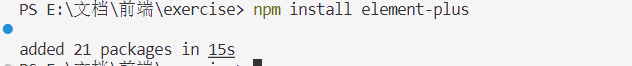 PS E:\文档\前端\exercise> npm install element-plus
added 21 packages in 15s